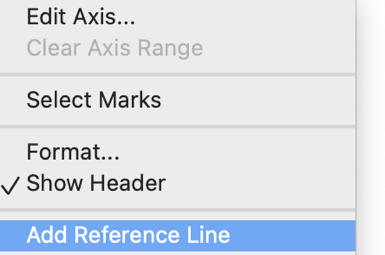 Edit Axis...
Clear Axis Range
Select Marks
Format...
Show Header
Add Reference Line